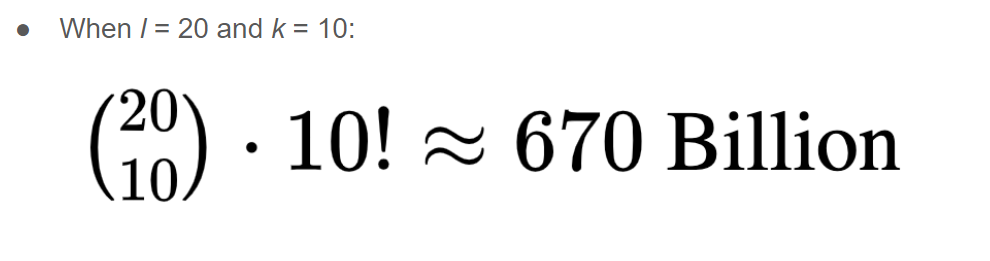 ● When l = 20 and k = 10:
(20 10) · 10! ≈ 670 Billion